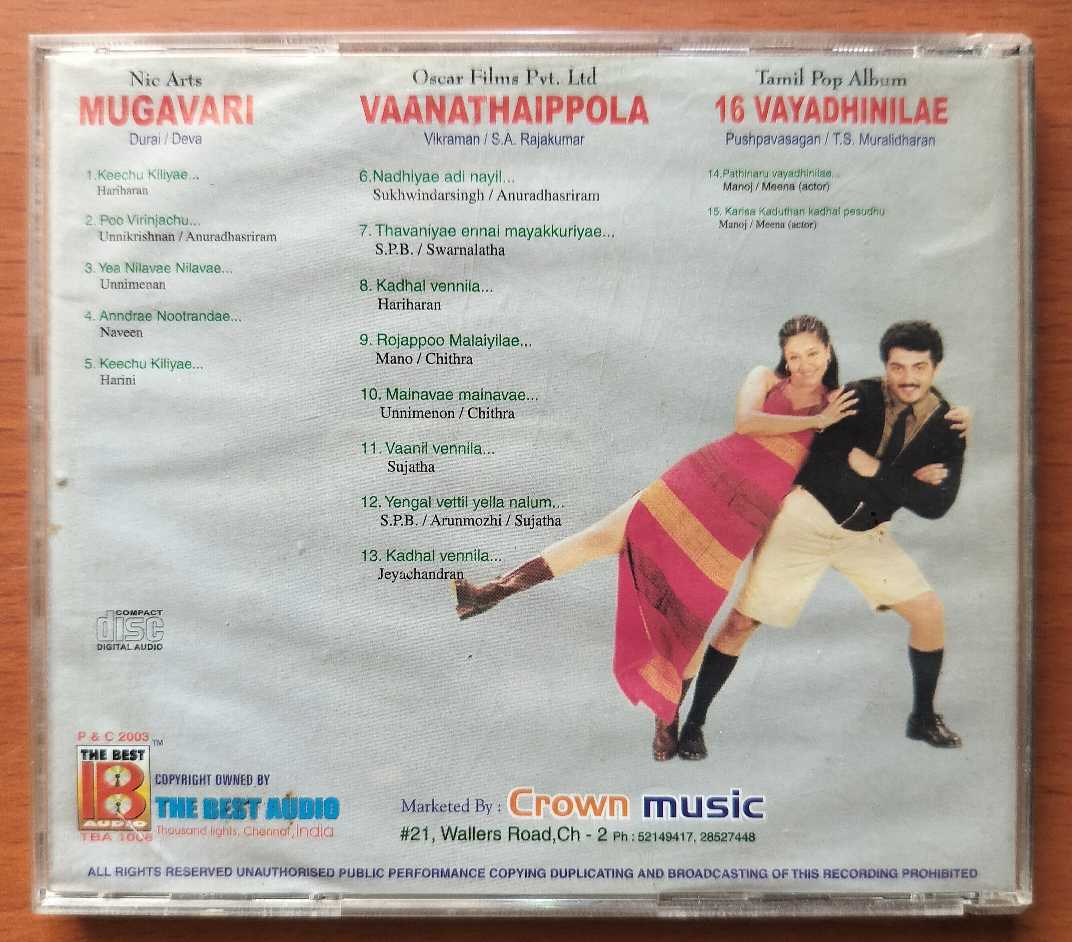 Nic Arts
MUGAVARI
Durai / Deva
1.Keechu Kiliyae...
Hariharan
2. Poo Virinjachu...
Unnikrishnan / Anuradhasriram
3. Yea Nilavae Nilavae...
Unnimenan
4. Anndrae Nootrandae...
Naveen
5. Keechu Kiliyae...
Harini
Oscar Films Pvt. Ltd
VAANATHAIPPOLA
Vikraman / S.A. Rajakumar
6.Nadhiyae adi nayil...
Sukhwindarsingh / Anuradhasriram
7. Thavaniyae ennai mayakkuriyae...
S.P.B. / Swarnalatha
8. Kadhal vennila...
Hariharan
9. Rojappoo Malaiyilae...
Mano / Chithra
10. Mainavae mainavae...
Unnimenon / Chithra
11. Vaanil vennila...
Sujatha
12. Yengal vettil yella nalum...
S.P.B. / Arunmozhi / Sujatha
13. Kadhal vennila...
Jeyachandran
Tamil Pop Album
16 VAYADHINILAE
Pushpavasagan / T.S. Muralidharan
14.Pathinaru vayadhinilae...
Manoj / Meena (actor)
15. Karisa Kaduthan kadhal pesudhu
Manoj / Meena (actor)
COMPACT
disc
DIGITAL AUDIO
P & C 2003
THE BEST
B
AUDIO
TM
TBA 1008
COPYRIGHT OWNED BY
THE BEST AUDIO
Thousand lights, Chennai, India
Marketed By : Crown music
#21, Wallers Road,Ch - 2 Ph : 52149417, 28527448
ALL RIGHTS RESERVED UNAUTHORISED PUBLIC PERFORMANCE COPYING DUPLICATING AND BROADCASTING OF THIS RECORDING PROHIBITED